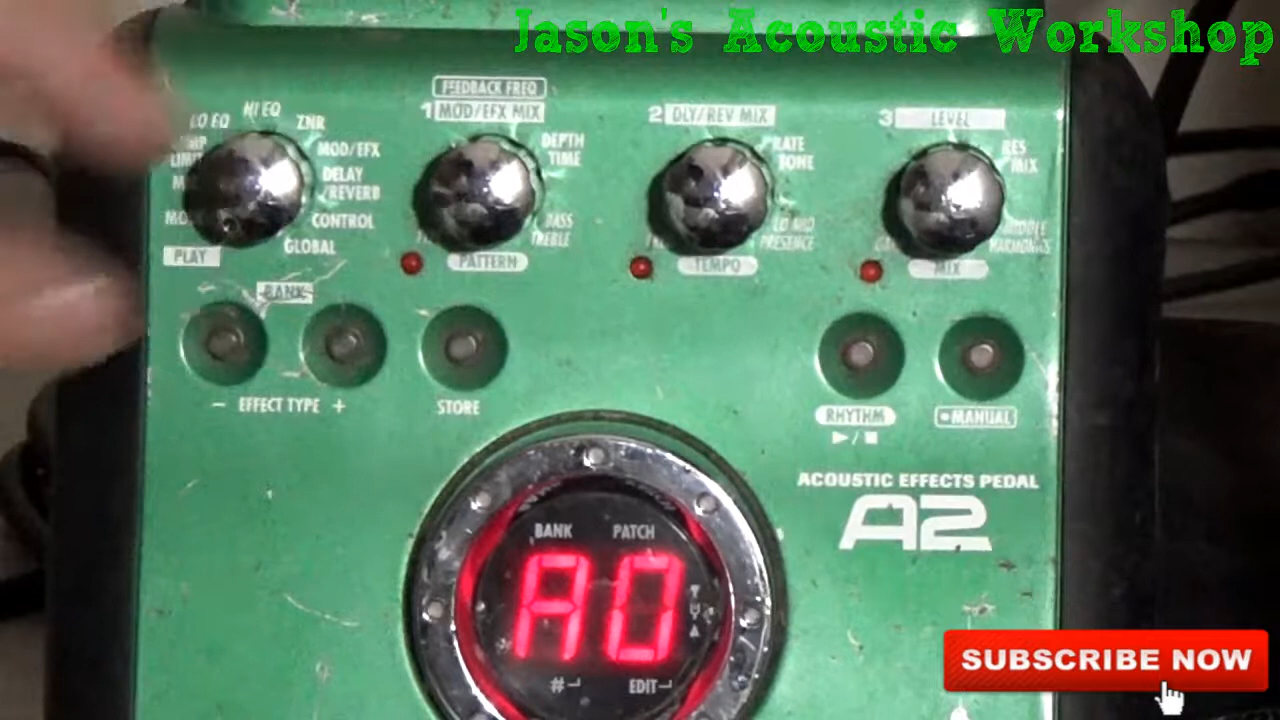 Jason's Acoustic Workshop
FEEDBACK FREQ
1 MOD/EFX MIX
2 DLY/REV MIX
3 LEVEL
HI EQ
LO EQ
ZNR
MOD/EFX
DELAY
/REVERB
CONTROL
GLOBAL
PLAY
DEPTH
TIME
BASS
TREBLE
PATTERN
RATE
TONE
LO MID
PRESENCE
TEMPO
RES
MIX
MIDDLE
HARMONICS
MIX
BANK
- EFFECT TYPE +
STORE
RHYTHM
▶/■
●MANUAL
ACOUSTIC EFFECTS PEDAL
A2
BANK PATCH
A0
# EDIT
SUBSCRIBE NOW